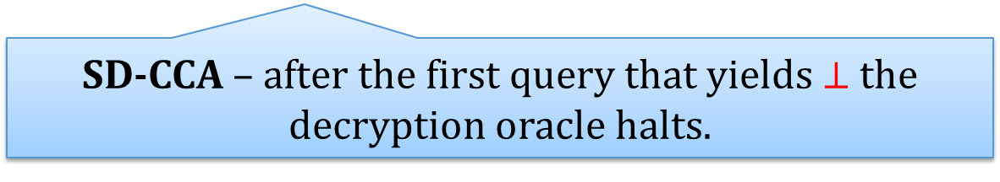 SD-CCA – after the first query that yields ⊥ the
decryption oracle halts.